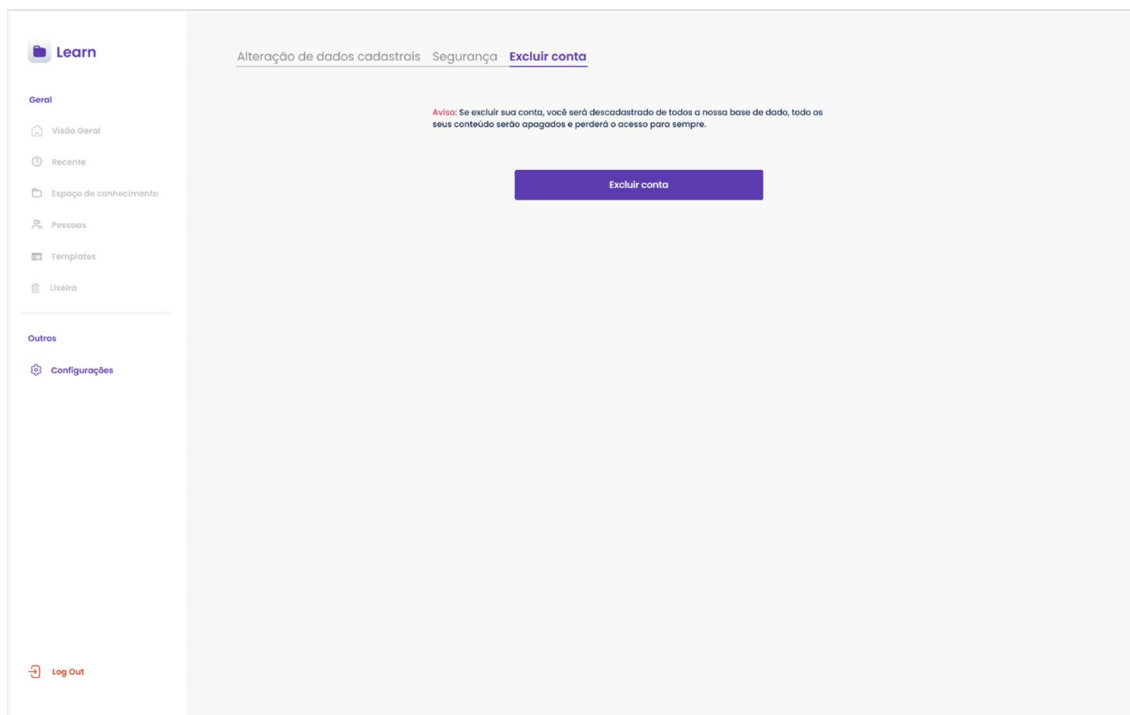 Learn
Alteração de dados cadastrais Segurança Excluir conta
Geral
Visão Geral
Recente
Espaço de conhecimento
Pessoas
Templates
Lixeira
Outros
Configurações
Log Out
Aviso: Se excluir sua conta, você será descadastrado de todos a nossa base de dado, todo os
seus conteúdo serão apagados e perderá o acesso para sempre.
Excluir conta